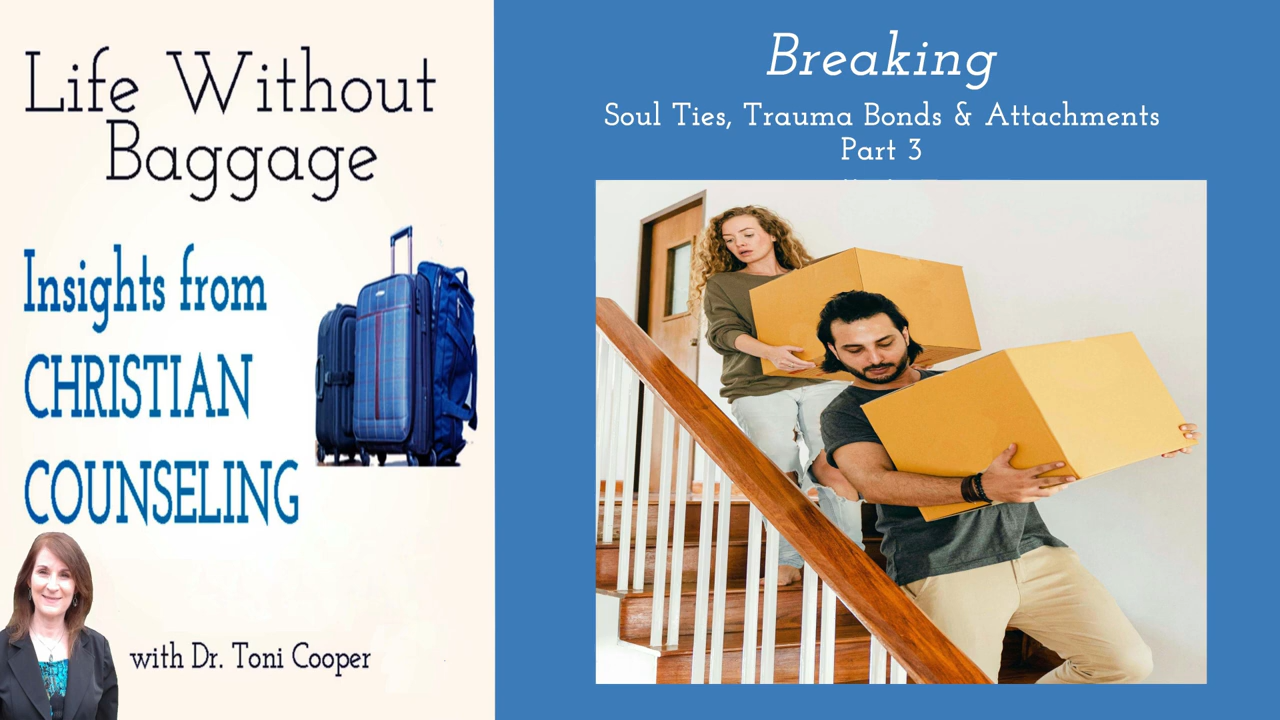 Life Without
Baggage
Insights from
CHRISTIAN
COUNSELING
with Dr. Toni Cooper
Breaking
Soul Ties, Trauma Bonds & Attachments
Part 3